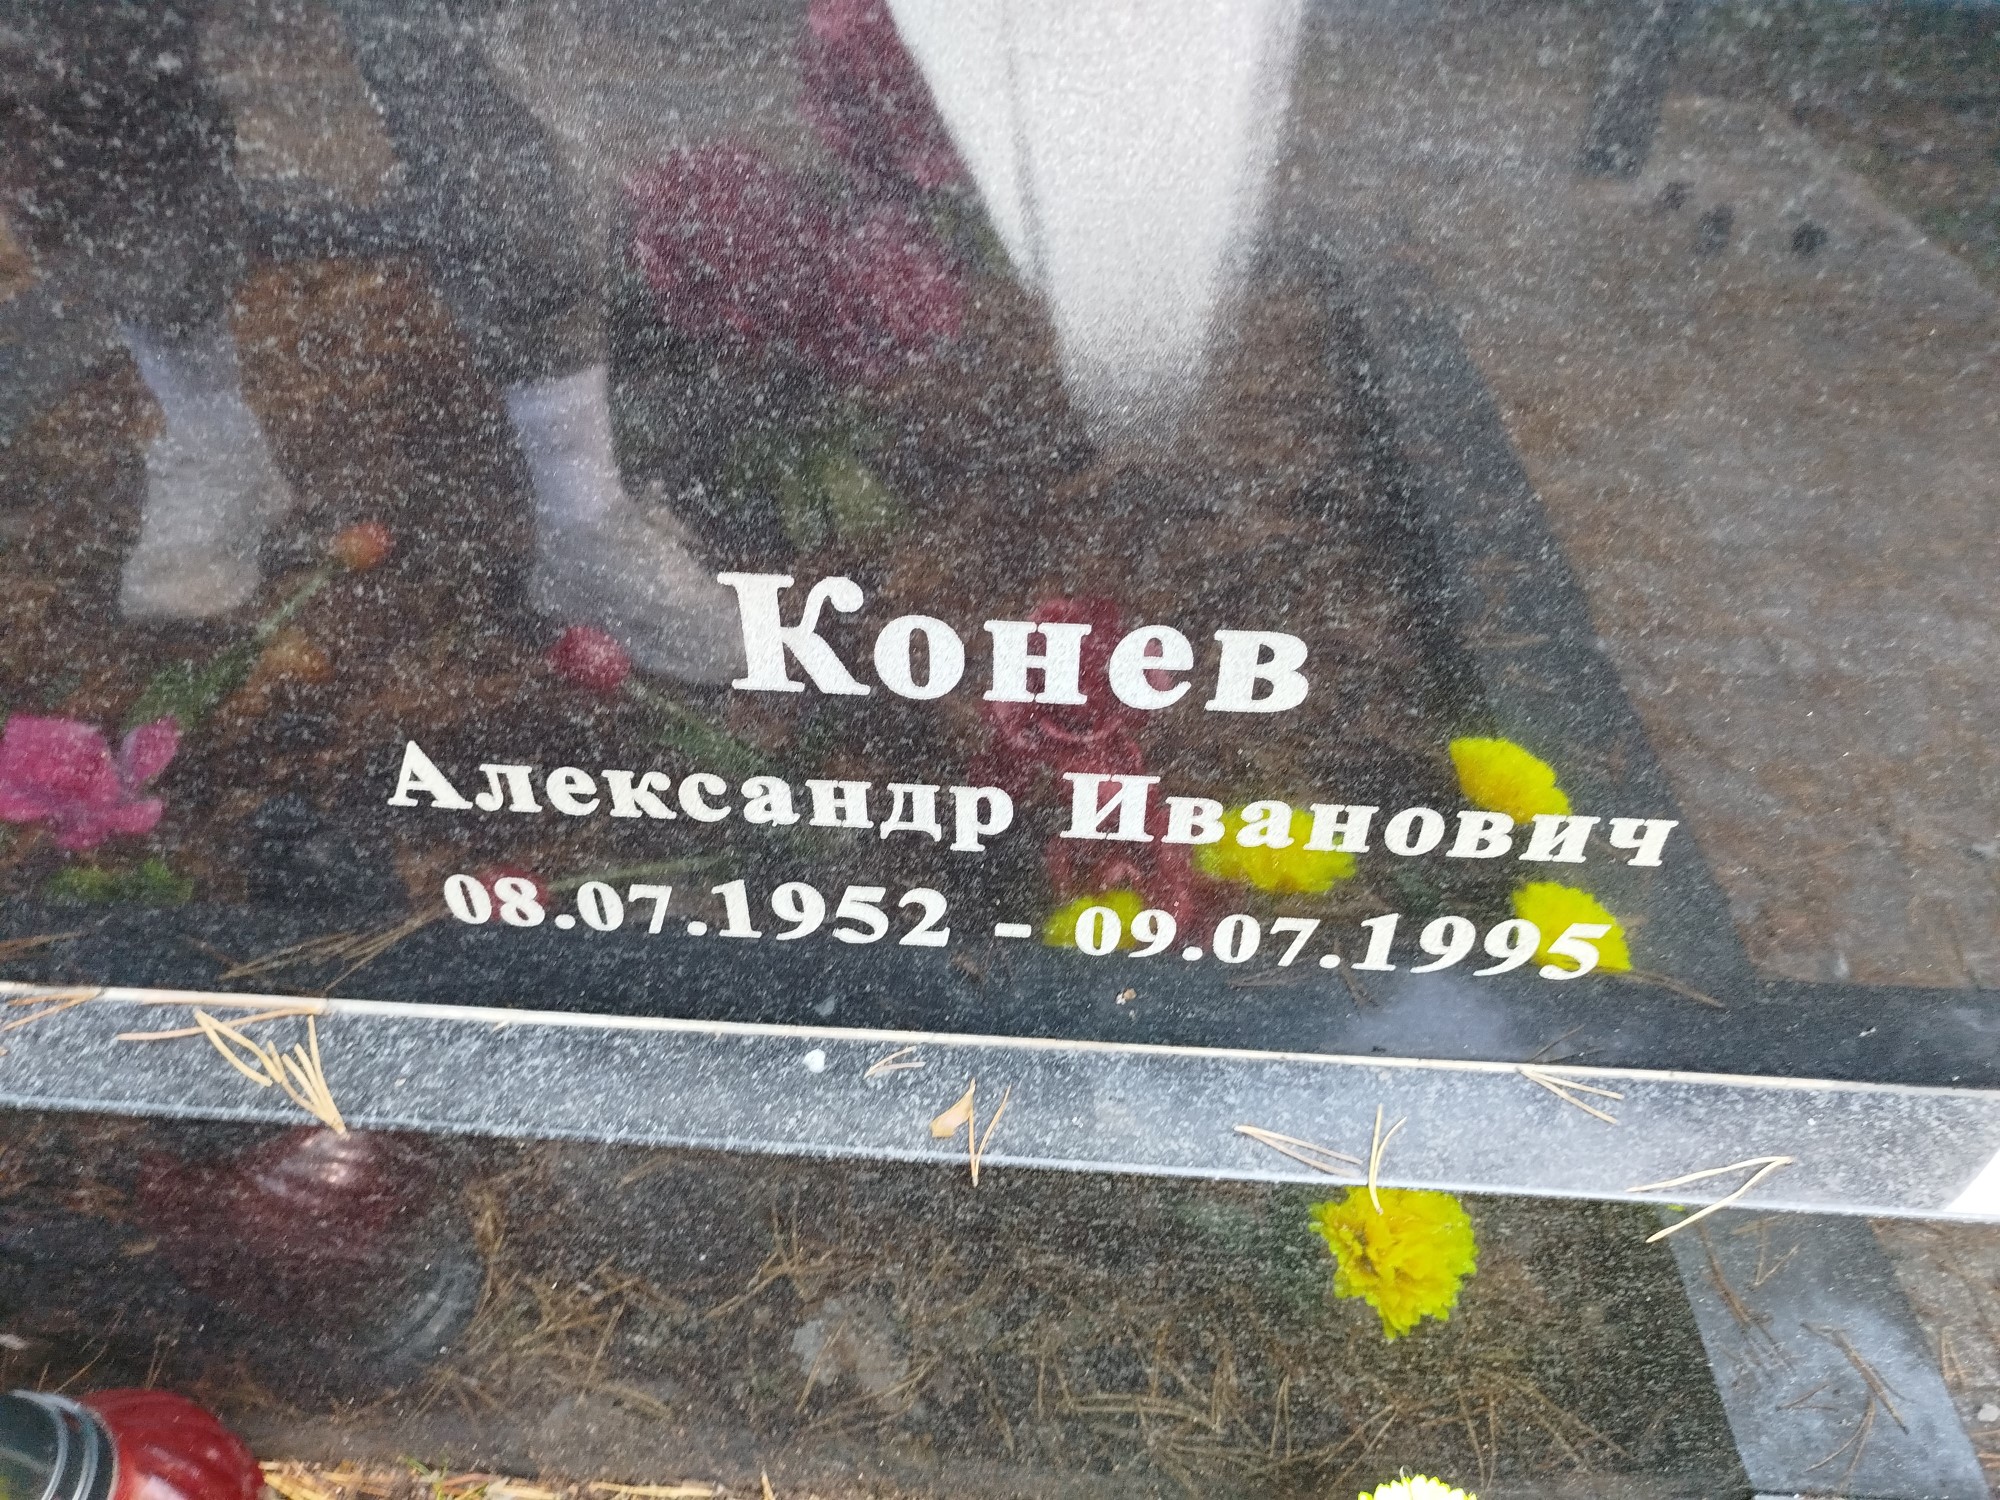 Конев
Александр Иванович
08.07.1952 - 09.07.1995